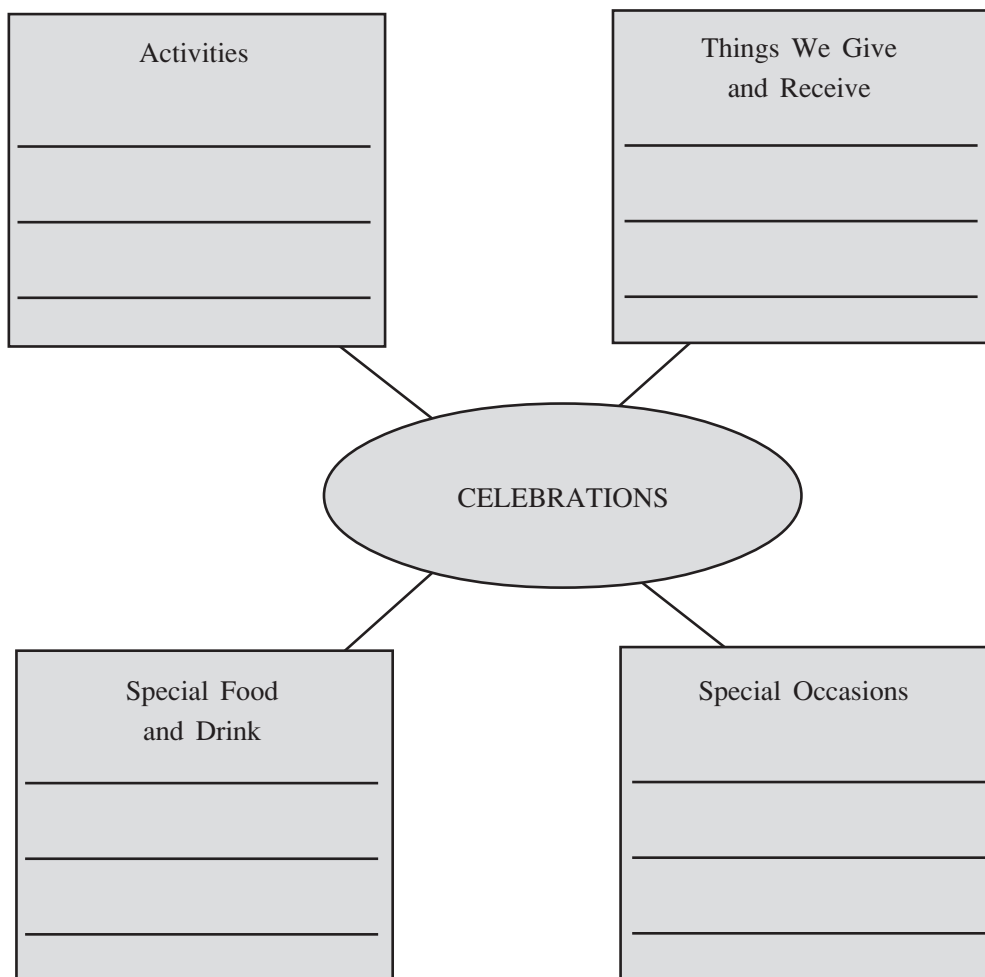 Activities
Things We Give
and Receive
CELEBRATIONS
Special Food
and Drink
Special Occasions